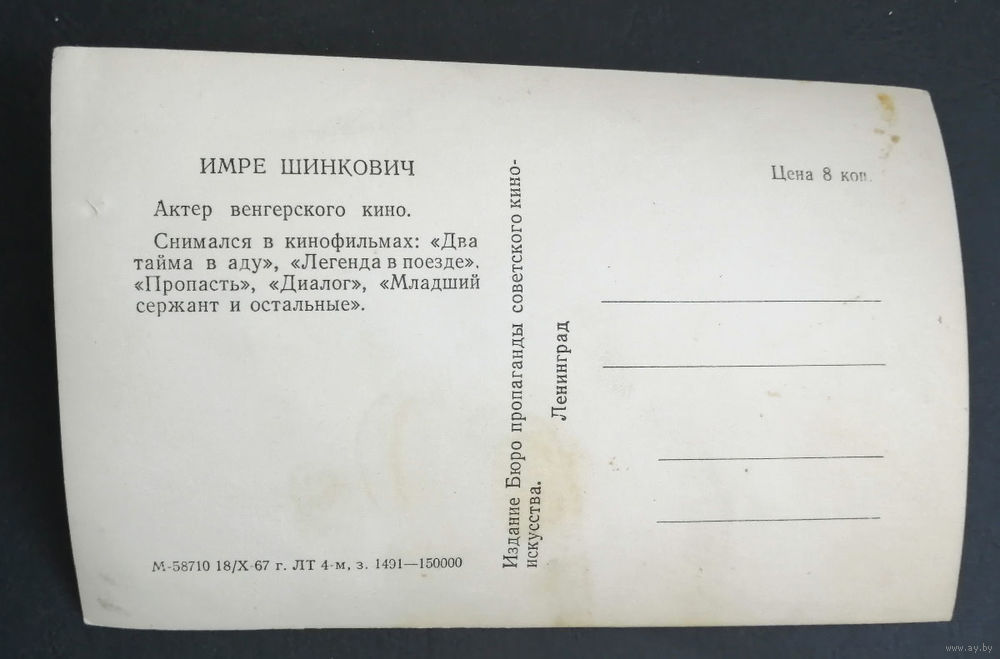 ИМРЕ ШИНКОВИЧ
Актер венгерского кино.
Снимался в кинофильмах: «Два
тайма в аду», «Легенда в поезде».
«Пропасть», «Диалог», «Младший
сержант и остальные».
М-58710 18/X-67 г. ЛТ 4-м, з. 1491—150000
Издание Бюро пропаганды советского кино-
искусства.
Ленинград
Цена 8 коп.
www.ay.by